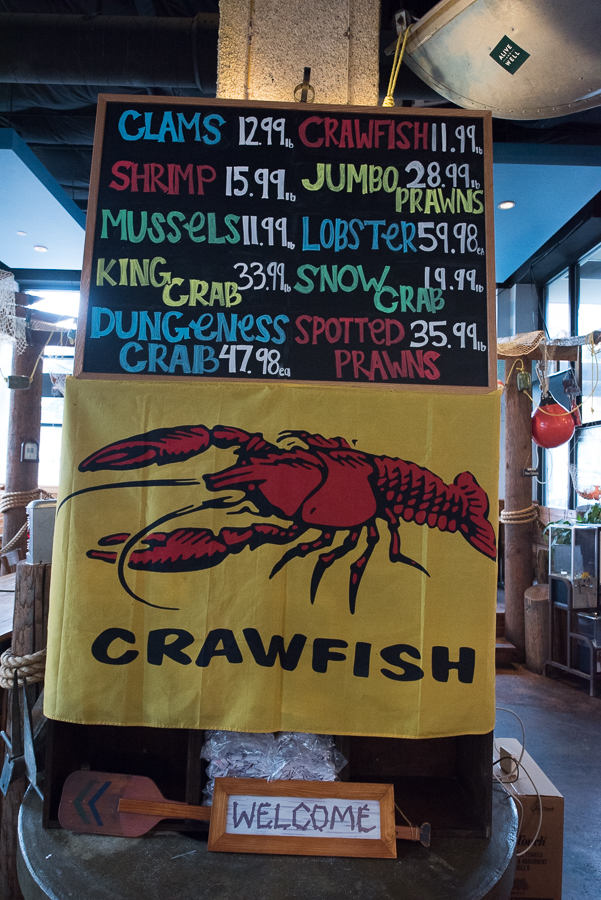 ALIVE
WELL
CLAMS 12.99 lb CRAWFISH 11.99 lb
SHRIMP 15.99 lb JUMBO PRAWNS 28.99 lb
MUSSELS 11.99 lb LOBSTER 59.98 EA
KING CRAB 33.99 lb SNOW CRAB 19.99 lb
DUNGENESS CRAB 47.98 ea SPOTTED PRAWNS 35.99 lb
CRAWFISH
WELCOME
Touch